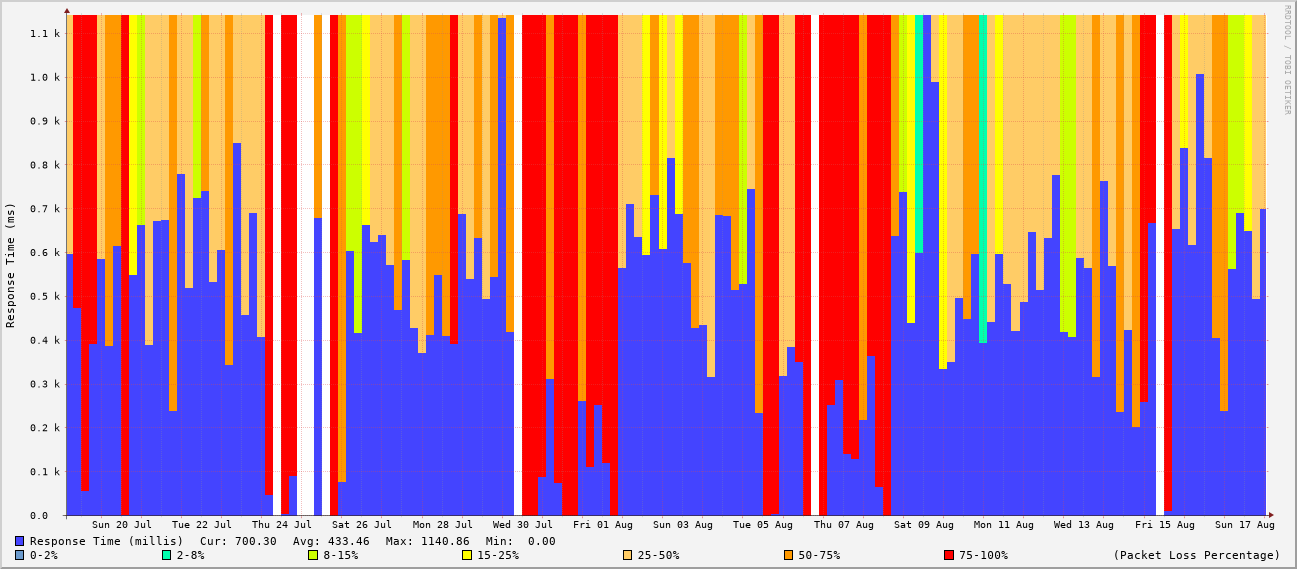 RRDTOOL / TOBI OETIKER
Response Time (ms)
1.1 k
1.0 k
0.9 k
0.8 k
0.7 k
0.6 k
0.5 k
0.4 k
0.3 k
0.2 k
0.1 k
0.0
Sun 20 Jul Tue 22 Jul Thu 24 Jul Sat 26 Jul Mon 28 Jul Wed 30 Jul Fri 01 Aug Sun 03 Aug Tue 05 Aug Thu 07 Aug Sat 09 Aug Mon 11 Aug Wed 13 Aug Fri 15 Aug Sun 17 Aug
Response Time (millis) Cur: 700.30 Avg: 433.46 Max: 1140.86 Min: 0.00
0-2% 2-8% 8-15% 15-25% 25-50% 50-75% 75-100% (Packet Loss Percentage)